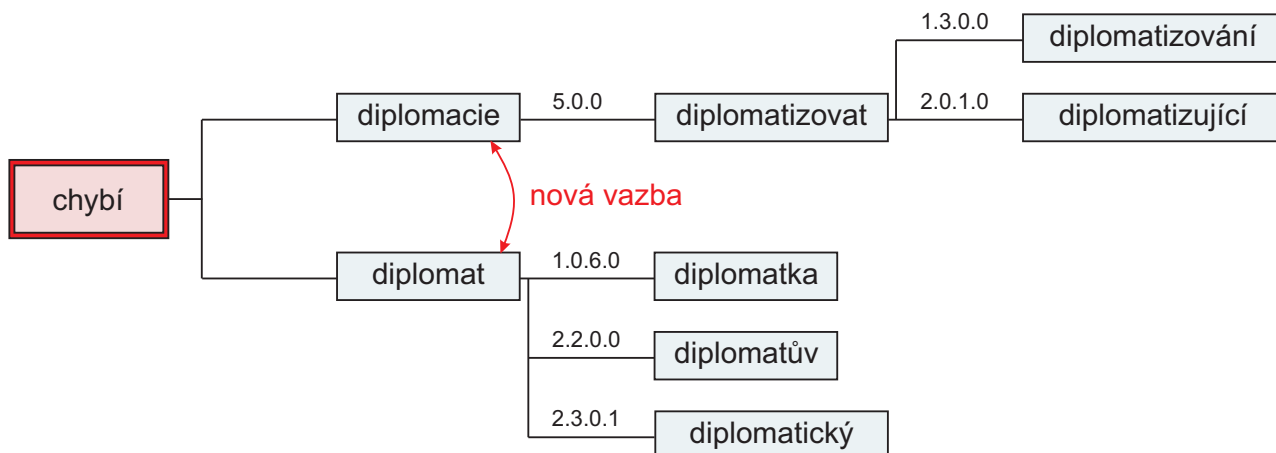 1.3.0.0
diplomatizování
diplomacie
5.0.0
diplomatizovat
2.0.1.0
diplomatizující
chybí
nová vazba
diplomat
1.0.6.0
diplomatka
2.2.0.0
diplomatův
2.3.0.1
diplomatický